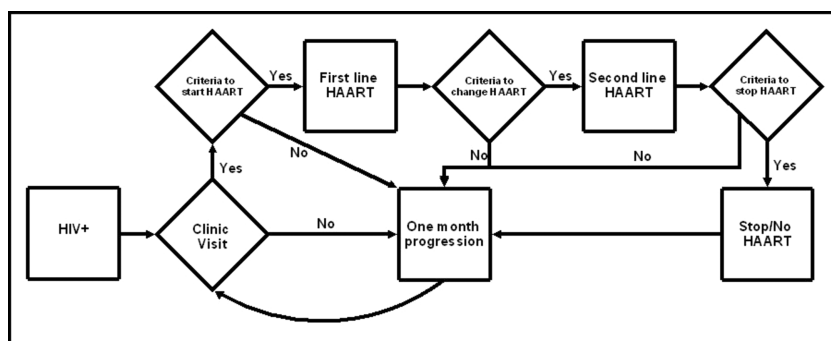 Criteria to
start HAART
Yes
First line
HAART
Criteria to
change HAART
Yes
Second line
HAART
Criteria to
stop HAART
No
No
No
Yes
Yes
HIV+
Clinic
Visit
No
One month
progression
Stop/No
HAART